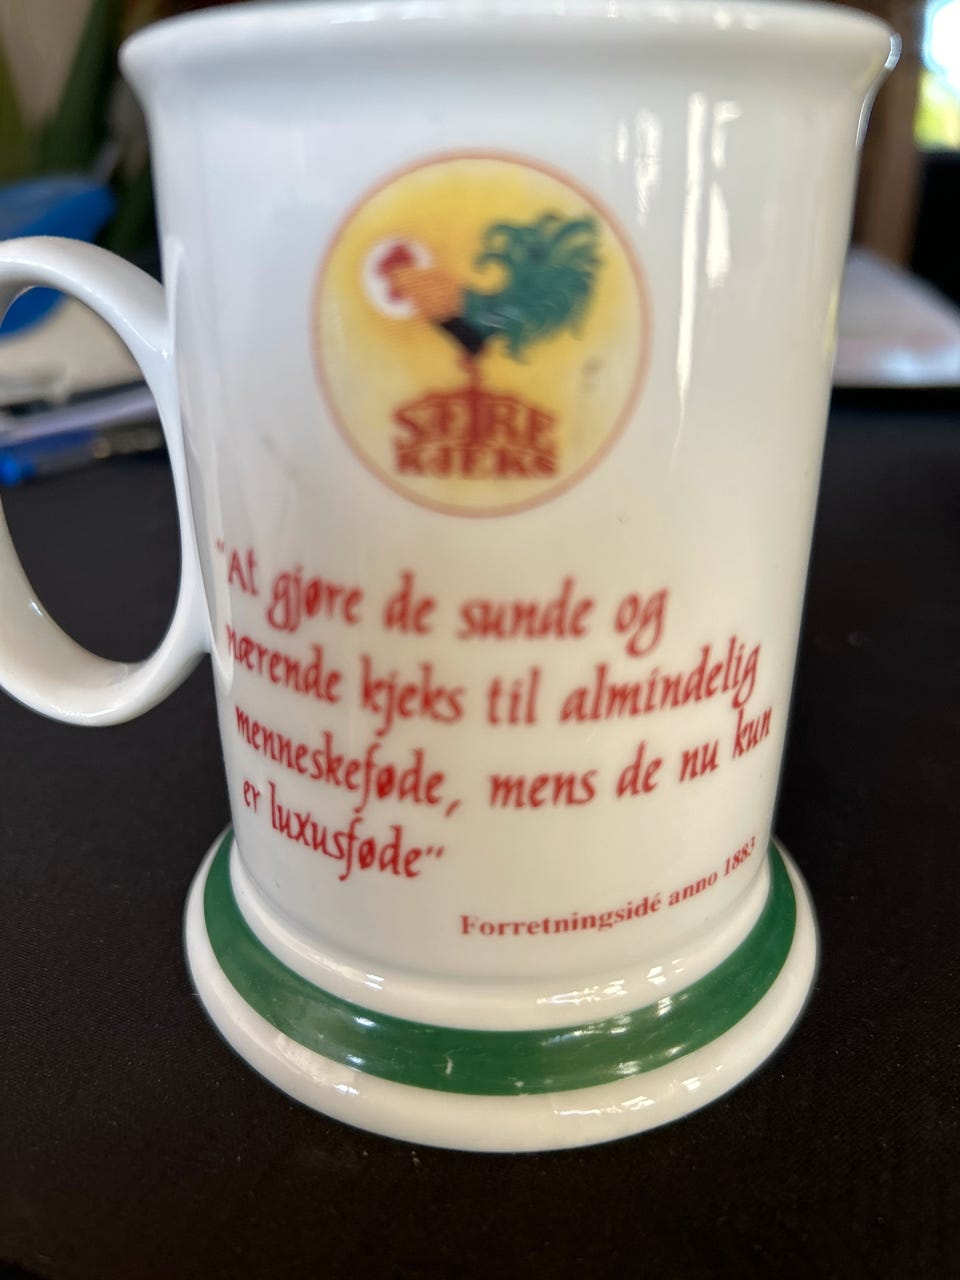 SÆTRE
KJEKS
"At gjøre de sunde og
nærende kjeks til almindelig
menneskeføde, mens de nu kun
er luxusføde"
Forretningsidé anno 1883